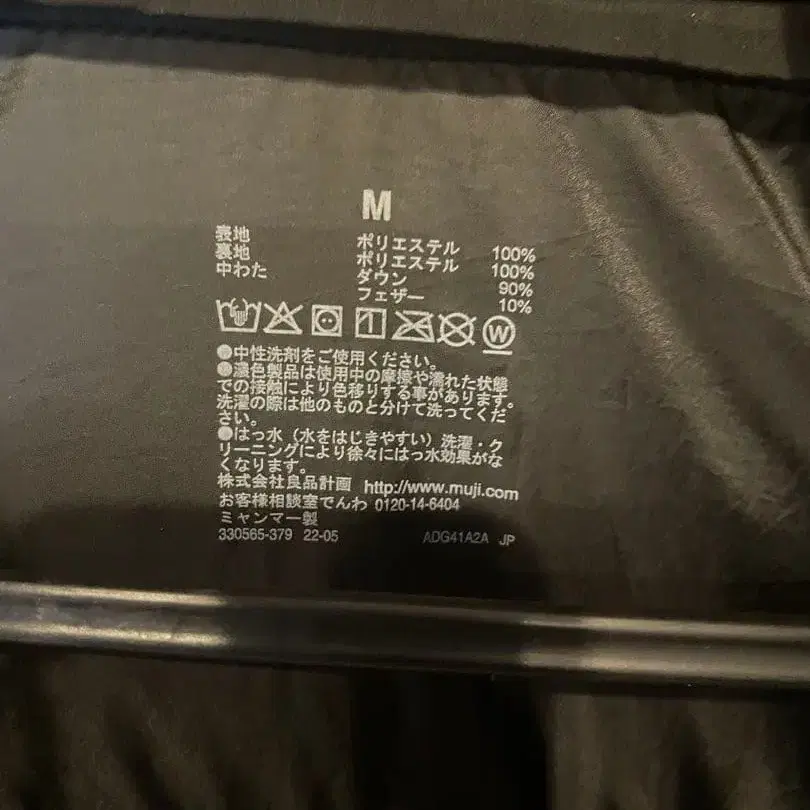 M
表地 ポリエステル 100%
裏地 ポリエステル 100%
中わた ダウン 90%
フェザー 10%
W
●中性洗剤をご使用ください。
●濃色製品は使用中の摩擦や濡れた状態
での接触により色移りする事があります。
洗濯の際は他のものと分けて洗ってくだ
さい。
●はっ水（水をはじきやすい）洗濯・ク
リーニングにより徐々にはっ水効果がな
くなります。
株式会社良品計画 http://www.muji.com
お客様相談室でんわ 0120-14-6404
ミャンマー製
330565-379 22-05 ADG41A2A JP